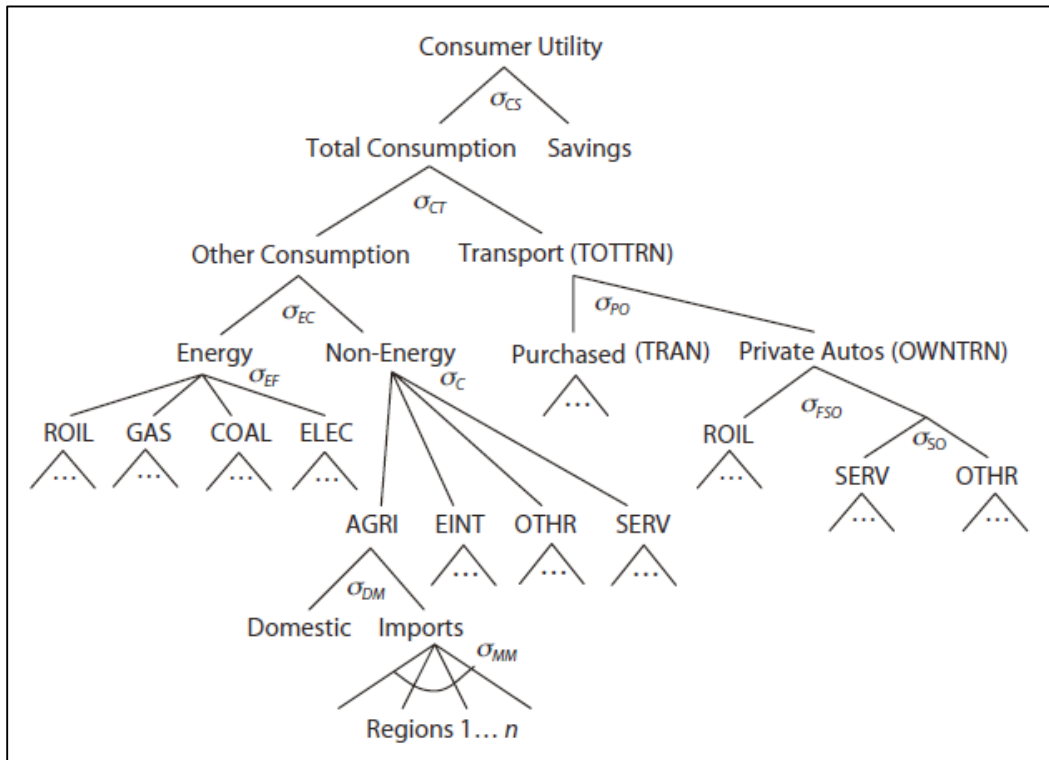 Consumer Utility
σCS
Total Consumption Savings
σCT
Other Consumption Transport (TOTTRN)
σEC σPO
Energy Non-Energy Purchased (TRAN) Private Autos (OWNTRN)
σEF σC
ROIL GAS COAL ELEC ... ROIL σFSO σSO
... ... ... ... ... SERV OTHR
AGRI EINT OTHR SERV ... ...
... ... ...
σDM
Domestic Imports
σMM
Regions 1... n